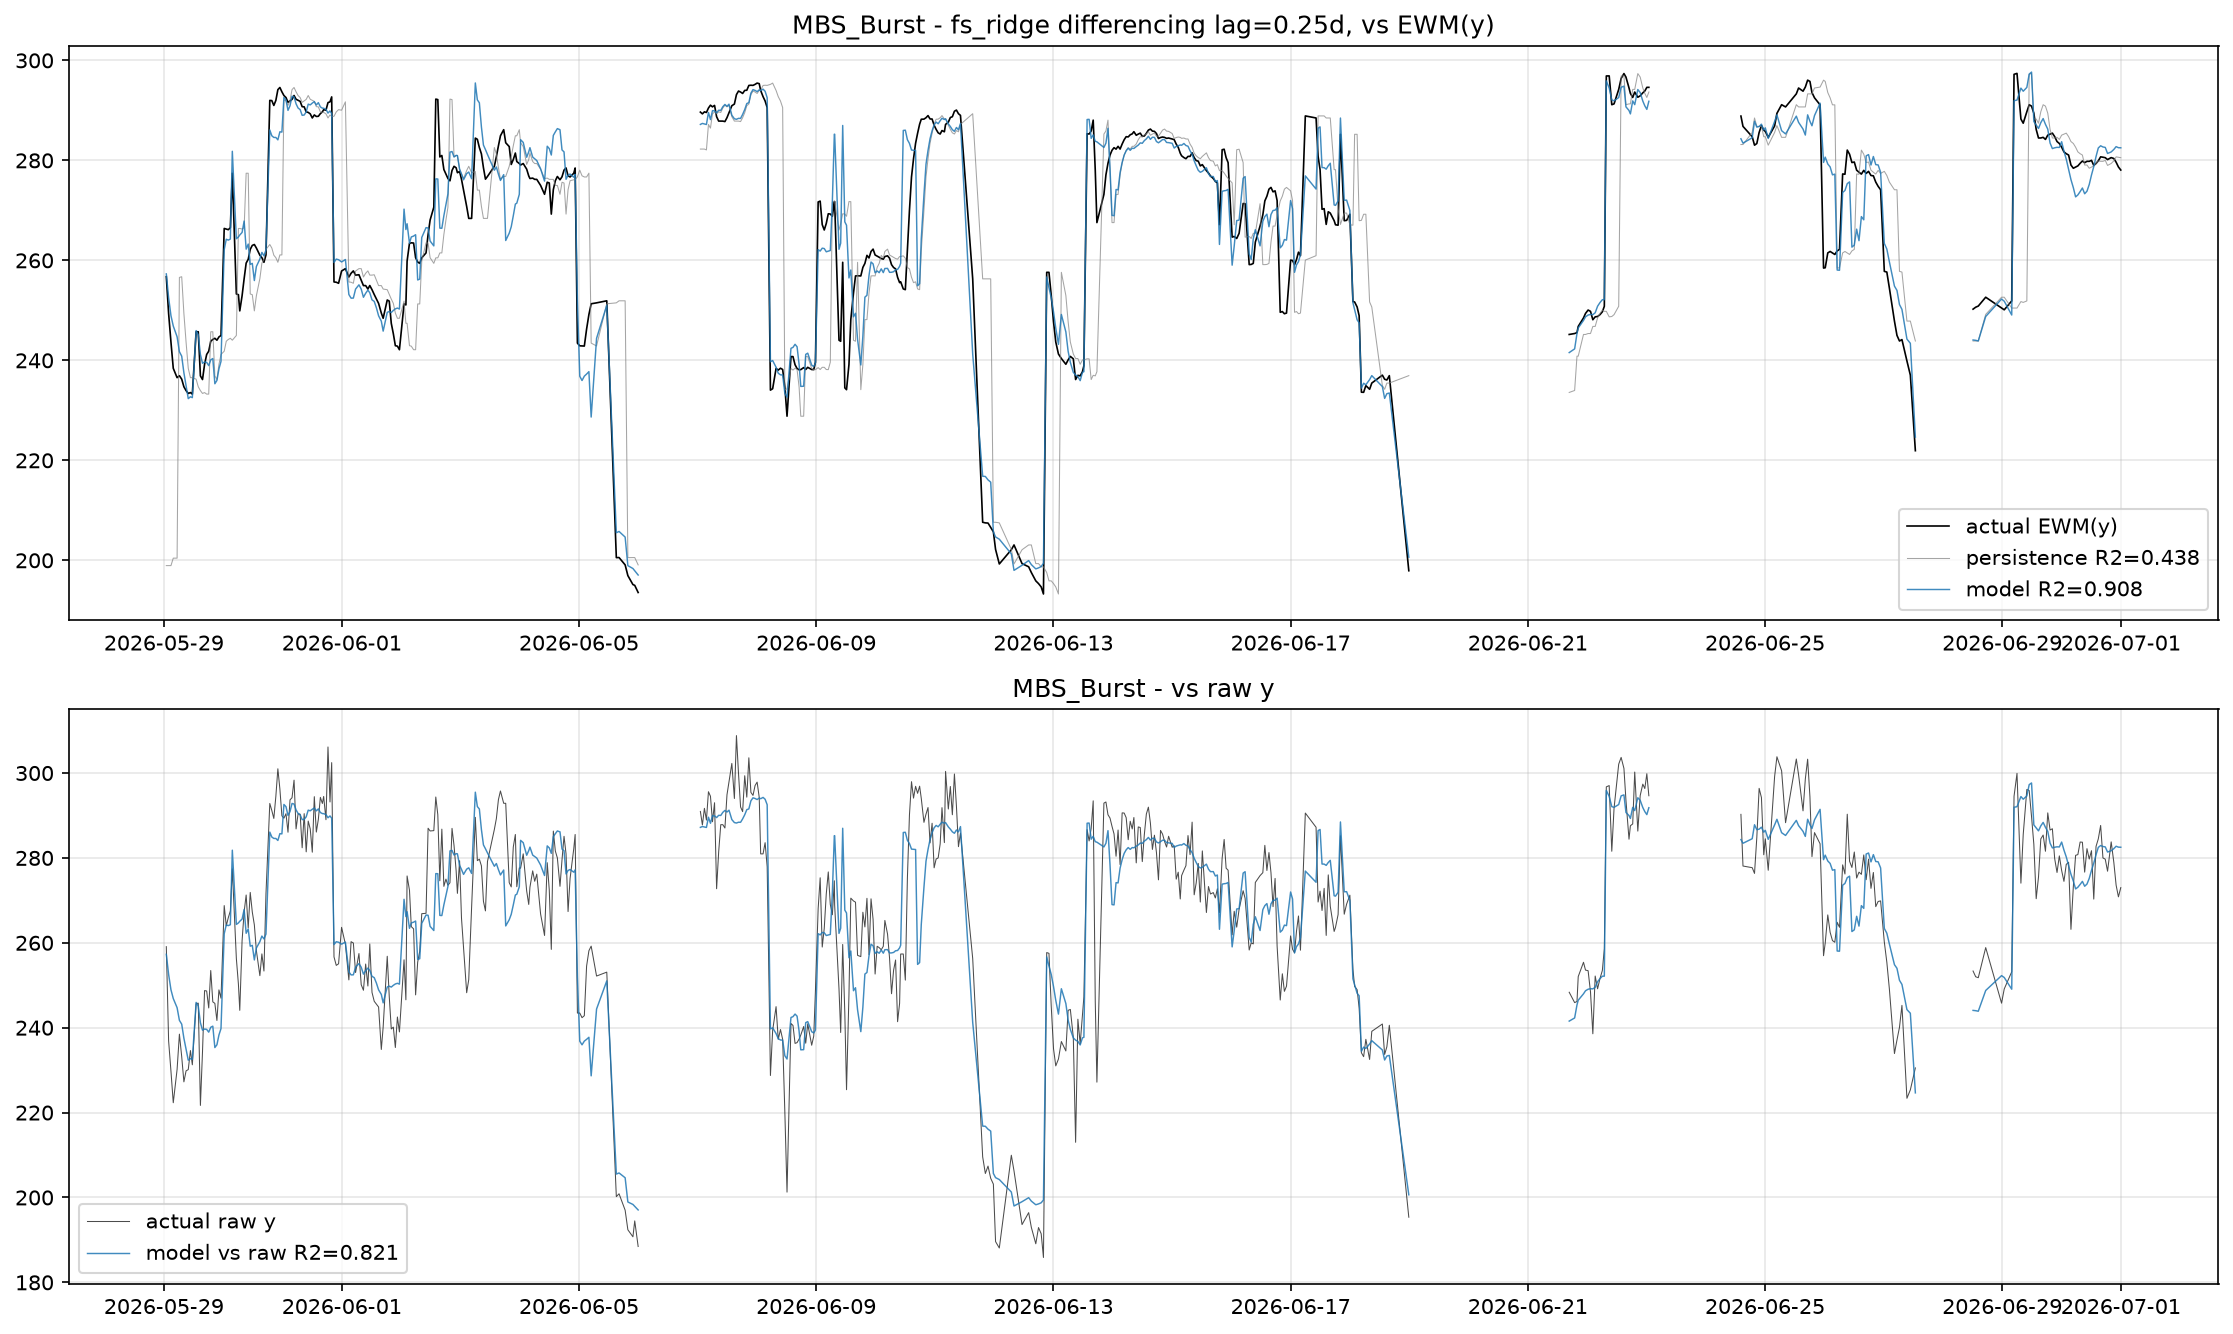 MBS_Burst - fs_ridge differencing lag=0.25d, vs EWM(y)
300
280
260
240
220
200
actual EWM(y)
persistence R2=0.438
model R2=0.908
2026-05-29 2026-06-01 2026-06-05 2026-06-09 2026-06-13 2026-06-17 2026-06-21 2026-06-25 2026-06-29 2026-07-01
MBS_Burst - vs raw y
300
280
260
240
220
200
180
actual raw y
model vs raw R2=0.821
2026-05-29 2026-06-01 2026-06-05 2026-06-09 2026-06-13 2026-06-17 2026-06-21 2026-06-25 2026-06-29 2026-07-01